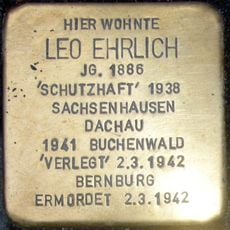 HIER WOHNTE
LEO EHRLICH
JG. 1886
'SCHUTZHAFT' 1938
SACHSENHAUSEN
DACHAU
1941 BUCHENWALD
'VERLEGT' 2.3.1942
BERNBURG
ERMORDET 2.3.1942